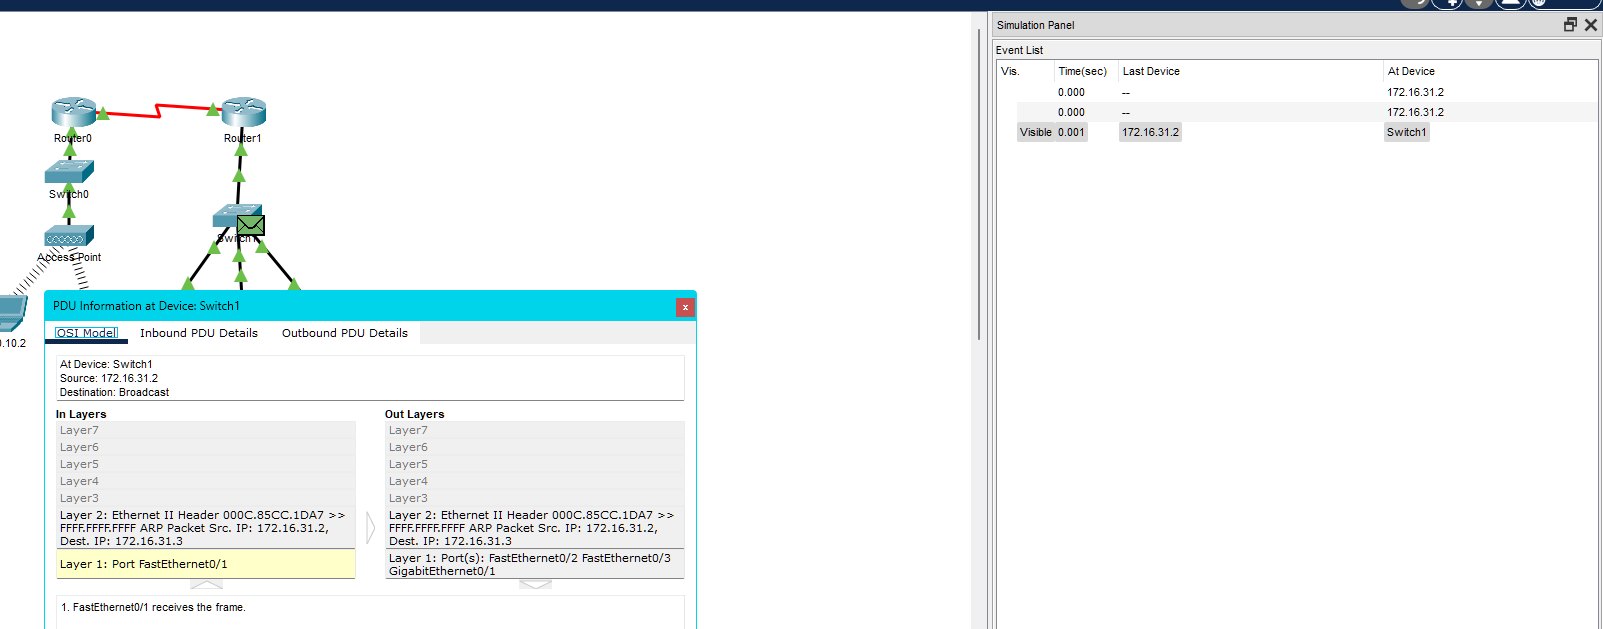 Simulation Panel
Event List
Vis. Time(sec) Last Device At Device
0.000 -- 172.16.31.2
0.000 -- 172.16.31.2
Visible 0.001 172.16.31.2 Switch1
Router0 Router1
Switch0
Switch1
Access Point
.10.2
PDU Information at Device: Switch1
x
OSI Model Inbound PDU Details Outbound PDU Details
At Device: Switch1
Source: 172.16.31.2
Destination: Broadcast
In Layers
Layer7
Layer6
Layer5
Layer4
Layer3
Layer 2: Ethernet II Header 000C.85CC.1DA7 >>
FFFF.FFFF.FFFF ARP Packet Src. IP: 172.16.31.2,
Dest. IP: 172.16.31.3
Layer 1: Port FastEthernet0/1
Out Layers
Layer7
Layer6
Layer5
Layer4
Layer3
Layer 2: Ethernet II Header 000C.85CC.1DA7 >>
FFFF.FFFF.FFFF ARP Packet Src. IP: 172.16.31.2,
Dest. IP: 172.16.31.3
Layer 1: Port(s): FastEthernet0/2 FastEthernet0/3
GigabitEthernet0/1
1. FastEthernet0/1 receives the frame.